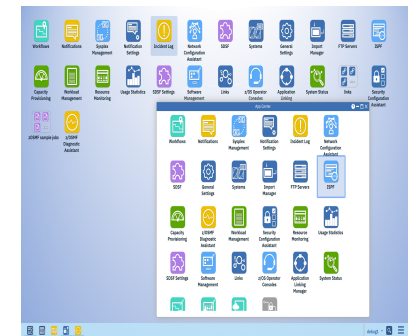 Workflows Notifications Sysplex Management Notification Settings Incident Log Network Configuration Assistant SDSF Systems General Settings Import Manager FTP Servers ISPF
Capacity Provisioning Workload Management Resource Monitoring Usage Statistics SDSF Settings Software Management Links z/OS Operator Consoles Application Linking System Status links Security Configuration Assistant
zOSMF sample jobs z/OSMF Diagnostic Assistant
App Center
Workflows Notifications Sysplex Management Notification Settings Incident Log Network Configuration Assistant
SDSF General Settings Systems Import Manager FTP Servers ISPF
Capacity Provisioning z/OSMF Diagnostic Assistant Workload Management Security Configuration Assistant Resource Monitoring Usage Statistics
SDSF Settings Software Management Links z/OS Operator Consoles Application Linking Manager System Status
debug1